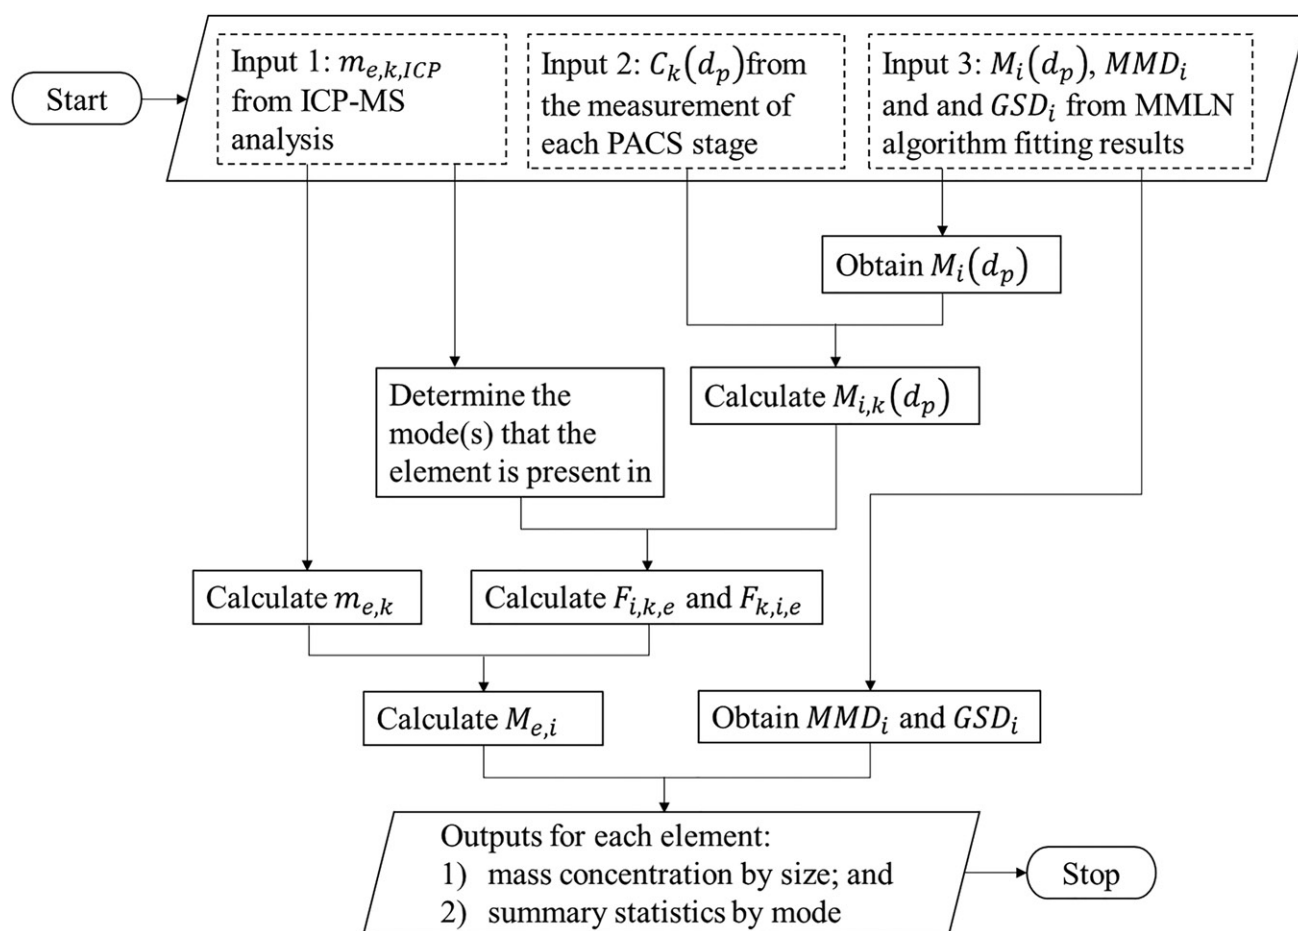 Start
Input 1: m_{e,k,ICP}
from ICP-MS
analysis
Input 2: C_k(d_p)from
the measurement of
each PACS stage
Input 3: M_i(d_p), MMD_i
and and GSD_i from MMLN
algorithm fitting results
Obtain M_i(d_p)
Determine the
mode(s) that the
element is present in
Calculate M_{i,k}(d_p)
Calculate m_{e,k}
Calculate F_{i,k,e} and F_{k,i,e}
Calculate M_{e,i}
Obtain MMD_i and GSD_i
Outputs for each element:
1) mass concentration by size; and
2) summary statistics by mode
Stop